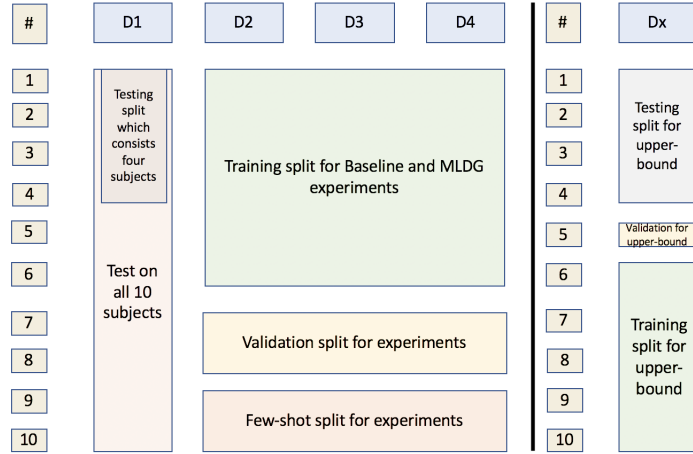 # D1 D2 D3 D4 # Dx
1
2
3
4
5
6
7
8
9
10
Testing
split
which
consists
four
subjects
Test on
all 10
subjects
Training split for Baseline and MLDG
experiments
Validation split for experiments
Few-shot split for experiments
1
2
3
4
5
6
7
8
9
10
Testing
split for
upper-
bound
Validation for
upper-bound
Training
split for
upper-
bound